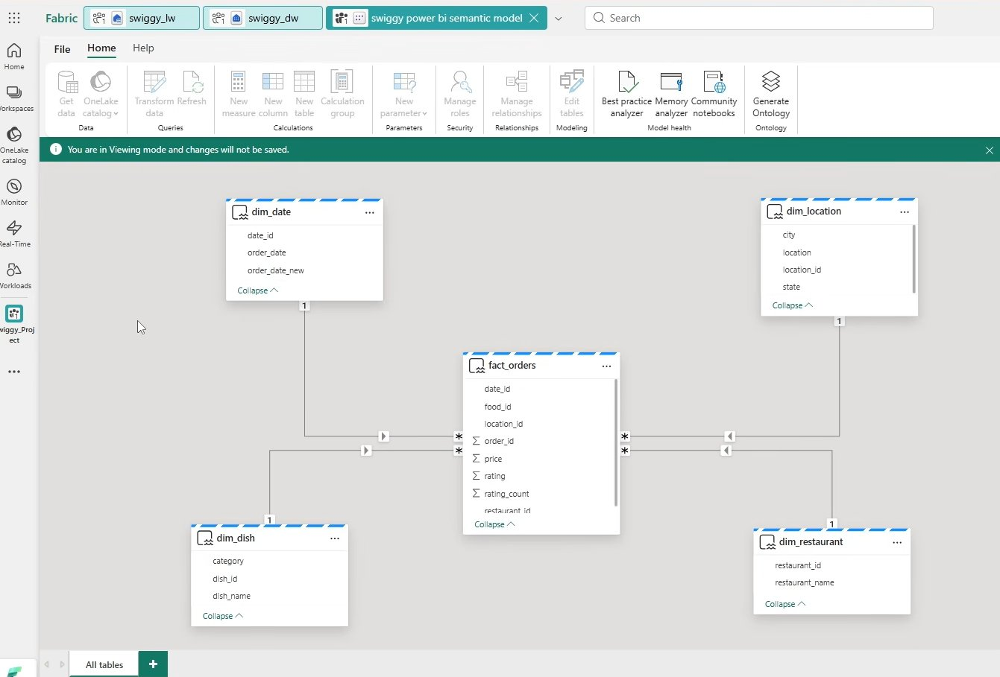 Fabric
swiggy_lw
swiggy_dw
swiggy power bi semantic model
Search
File
Home
Help
Get data
OneLake catalog
Data
Transform data
Refresh
Queries
New measure
New column
New table
Calculation group
Calculations
New parameter
Parameters
Manage roles
Security
Manage relationships
Relationships
Edit tables
Modeling
Best practice analyzer
Memory analyzer
Community notebooks
Model health
Generate Ontology
Ontology
You are in Viewing mode and changes will not be saved.
Home
orkspaces
OneLake
catalog
Monitor
Real-Time
Workloads
wiggy_Proj
ect
dim_date
date_id
order_date
order_date_new
Collapse
1
dim_location
city
location
location_id
state
Collapse
1
fact_orders
date_id
food_id
location_id
Σ order_id
Σ price
Σ rating
Σ rating_count
restaurant_id
Collapse
*
*
*
*
1
dim_dish
category
dish_id
dish_name
Collapse
1
dim_restaurant
restaurant_id
restaurant_name
Collapse
All tables
+